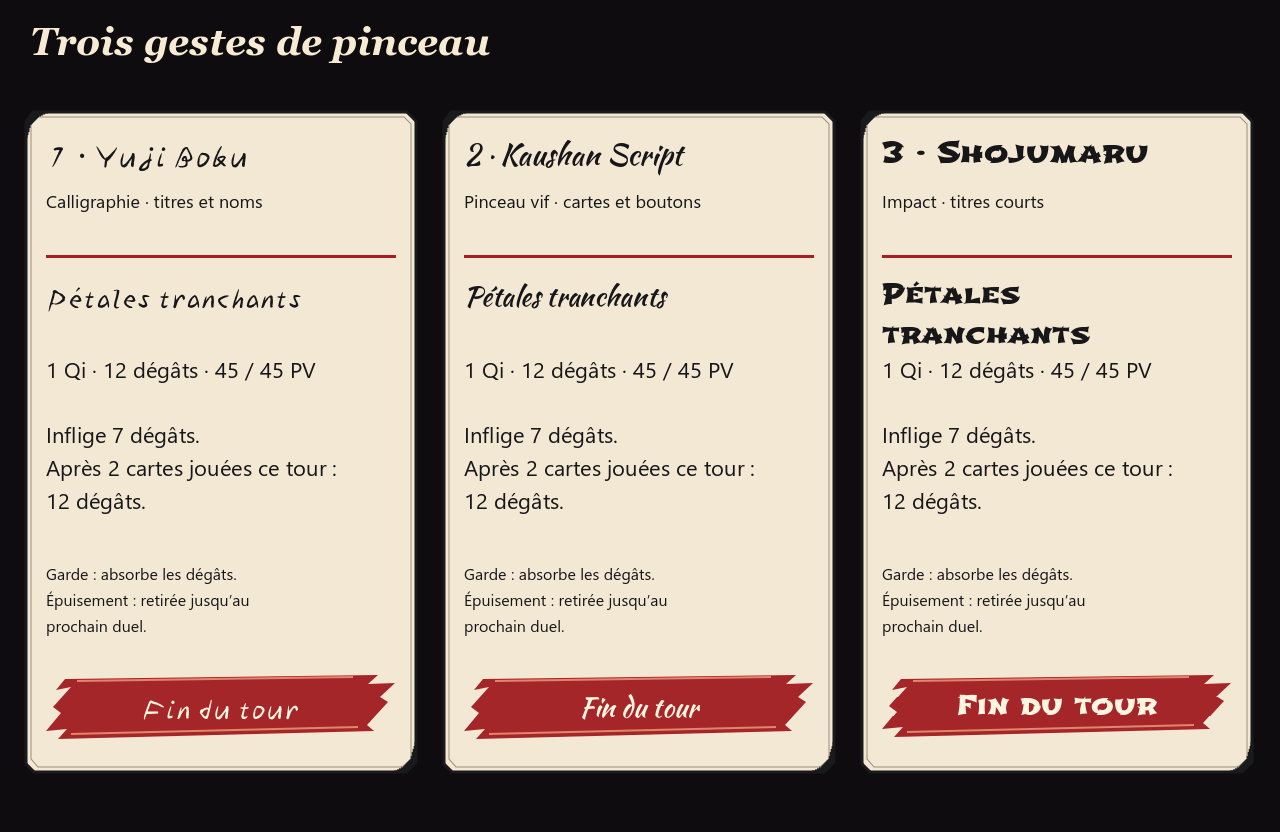 Trois gestes de pinceau
1 · Yuji Boku
Calligraphie · titres et noms
Pétales tranchants
1 Qi · 12 dégâts · 45 / 45 PV
Inflige 7 dégâts.
Après 2 cartes jouées ce tour :
12 dégâts.
Garde : absorbe les dégâts.
Épuisement : retirée jusqu’au
prochain duel.
Fin du tour
2 · Kaushan Script
Pinceau vif · cartes et boutons
Pétales tranchants
1 Qi · 12 dégâts · 45 / 45 PV
Inflige 7 dégâts.
Après 2 cartes jouées ce tour :
12 dégâts.
Garde : absorbe les dégâts.
Épuisement : retirée jusqu’au
prochain duel.
Fin du tour
3 · Shojumaru
Impact · titres courts
Pétales
tranchants
1 Qi · 12 dégâts · 45 / 45 PV
Inflige 7 dégâts.
Après 2 cartes jouées ce tour :
12 dégâts.
Garde : absorbe les dégâts.
Épuisement : retirée jusqu’au
prochain duel.
Fin du tour